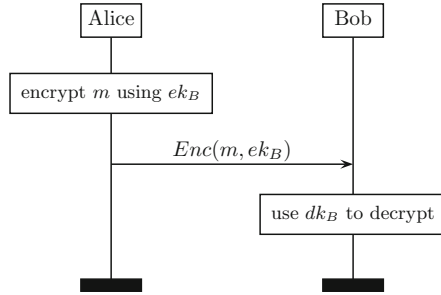 Alice
Bob
encrypt m using ek_B
Enc(m, ek_B)
use dk_B to decrypt